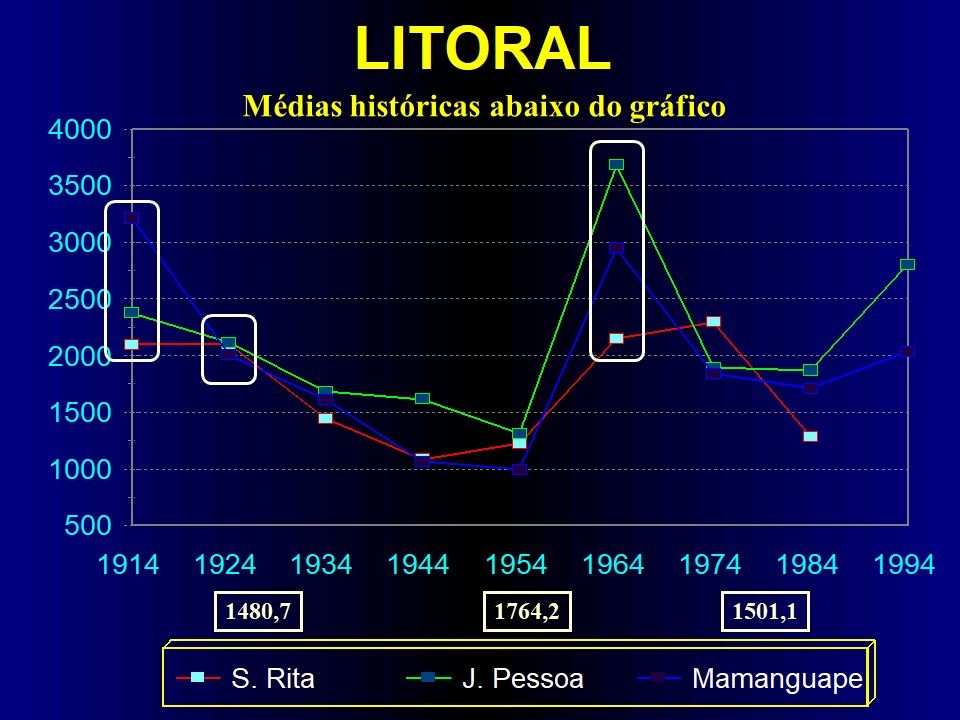 LITORAL
Médias históricas abaixo do gráfico
4000
3500
3000
2500
2000
1500
1000
500
1914 1924 1934 1944 1954 1964 1974 1984 1994
1480,7 1764,2 1501,1
S. Rita J. Pessoa Mamanguape